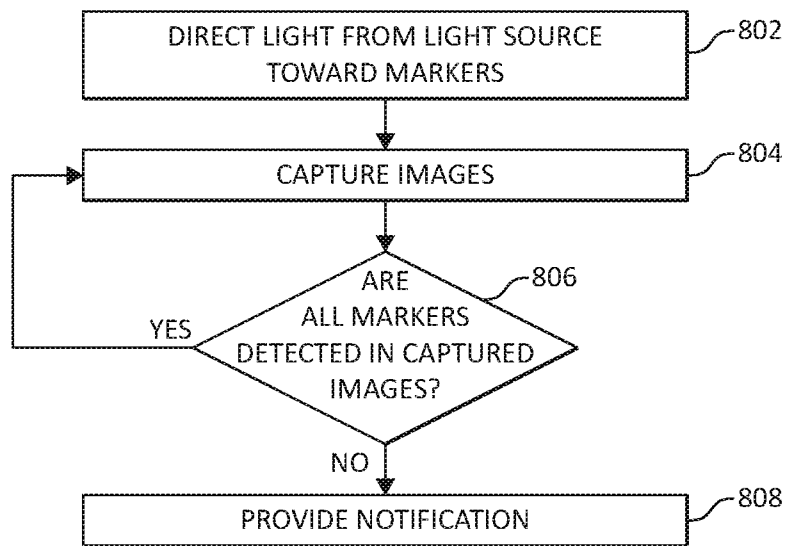 DIRECT LIGHT FROM LIGHT SOURCE
TOWARD MARKERS
802
CAPTURE IMAGES
804
ARE
ALL MARKERS
DETECTED IN CAPTURED
IMAGES?
806
YES
NO
PROVIDE NOTIFICATION
808